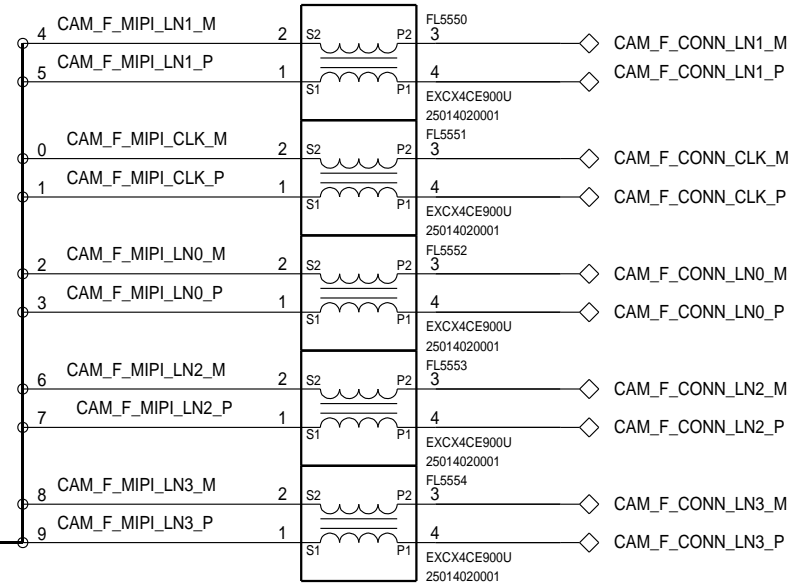 FL5550
4 CAM_F_MIPI_LN1_M 2 S2 P2 3 CAM_F_CONN_LN1_M
5 CAM_F_MIPI_LN1_P 1 S1 P1 4 CAM_F_CONN_LN1_P
EXCX4CE900U
25014020001
FL5551
0 CAM_F_MIPI_CLK_M 2 S2 P2 3 CAM_F_CONN_CLK_M
1 CAM_F_MIPI_CLK_P 1 S1 P1 4 CAM_F_CONN_CLK_P
EXCX4CE900U
25014020001
FL5552
2 CAM_F_MIPI_LN0_M 2 S2 P2 3 CAM_F_CONN_LN0_M
3 CAM_F_MIPI_LN0_P 1 S1 P1 4 CAM_F_CONN_LN0_P
EXCX4CE900U
25014020001
FL5553
6 CAM_F_MIPI_LN2_M 2 S2 P2 3 CAM_F_CONN_LN2_M
7 CAM_F_MIPI_LN2_P 1 S1 P1 4 CAM_F_CONN_LN2_P
EXCX4CE900U
25014020001
FL5554
8 CAM_F_MIPI_LN3_M 2 S2 P2 3 CAM_F_CONN_LN3_M
9 CAM_F_MIPI_LN3_P 1 S1 P1 4 CAM_F_CONN_LN3_P
EXCX4CE900U
25014020001